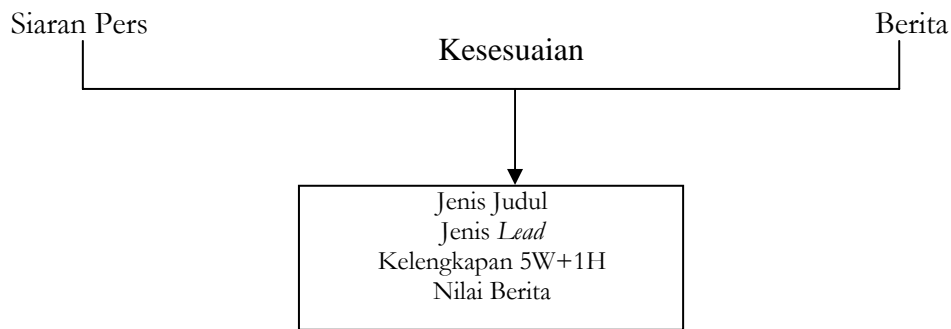 Siaran Pers
Berita
Kesesuaian
Jenis Judul
Jenis Lead
Kelengkapan 5W+1H
Nilai Berita